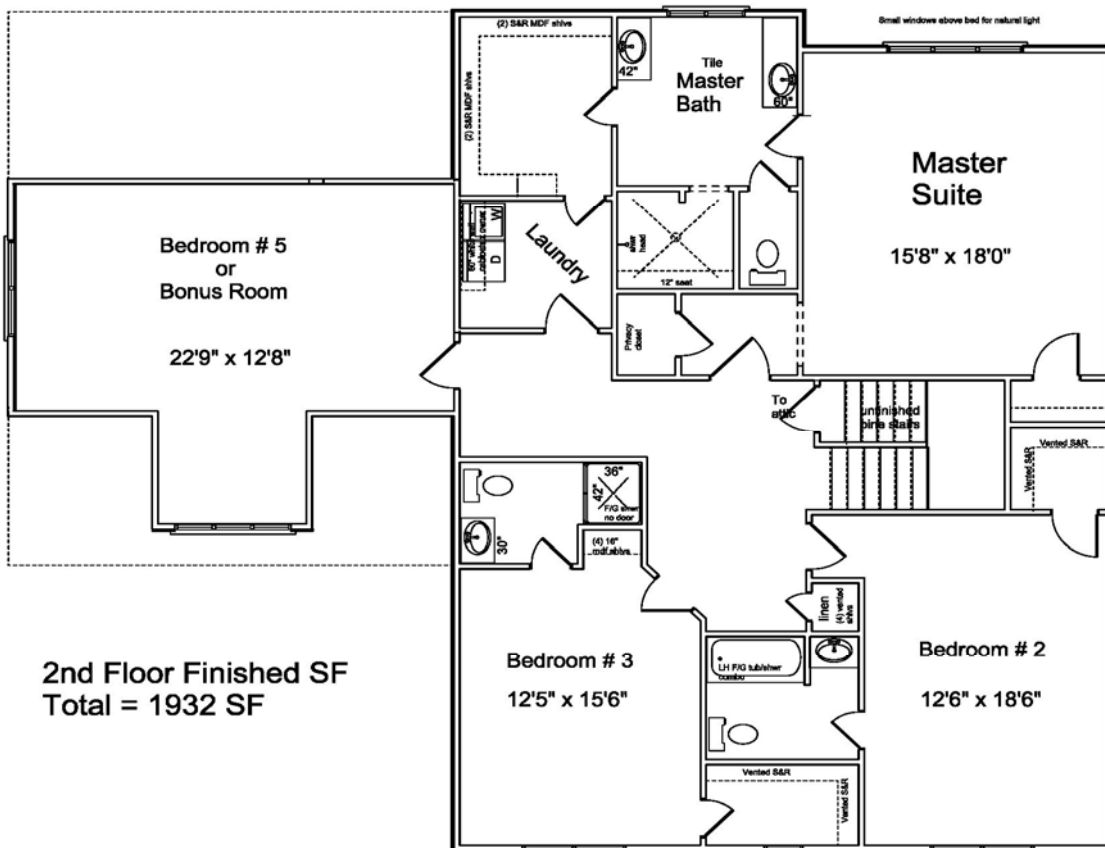 (2) S&R MDF shlvs
Small windows above bed for natural light
(2) S&R MDF shlvs
42"
Tile
Master
Bath
60"
Master
Suite
15'8" x 18'0"
Bedroom # 5
or
Bonus Room
22'9" x 12'8"
W
D
Laundry
shwr
head
12" seat
Privacy
closet
To
attic
unfinished
pine stairs
Vented S&R
Vented S&R
36"
42"
F/G shwr
no door
30"
(4) 16"
mdf shlvs
linen
(4) vented
shlvs
2nd Floor Finished SF
Total = 1932 SF
Bedroom # 3
12'5" x 15'6"
LH F/G tub/shwr
combo
Bedroom # 2
12'6" x 18'6"
Vented S&R
Vented S&R